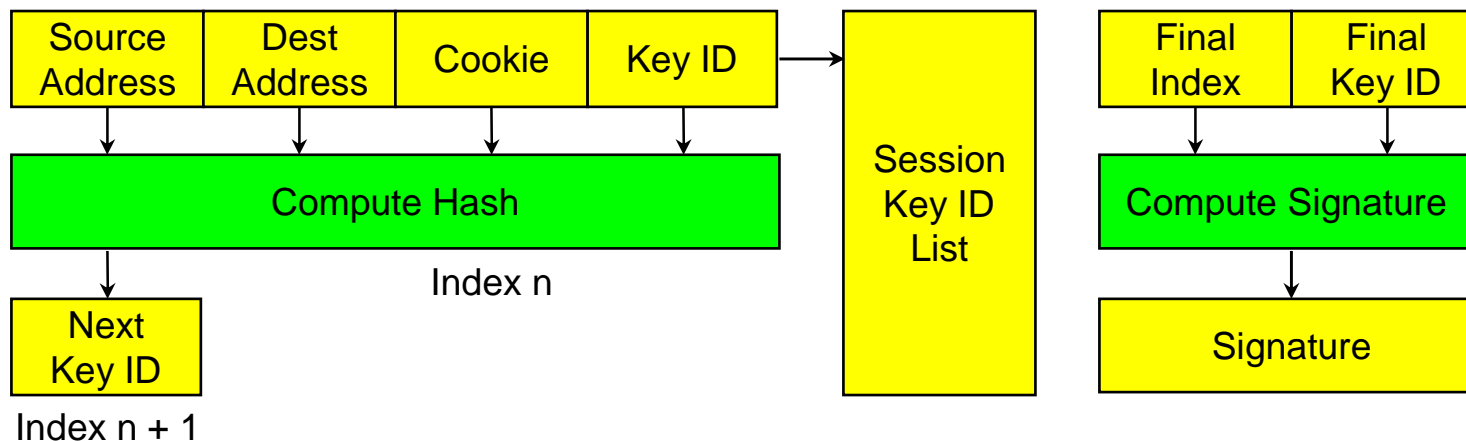 Source
Address
Dest
Address
Cookie
Key ID
Final
Index
Final
Key ID
Compute Hash
Session
Key ID
List
Compute Signature
Index n
Next
Key ID
Signature
Index n + 1